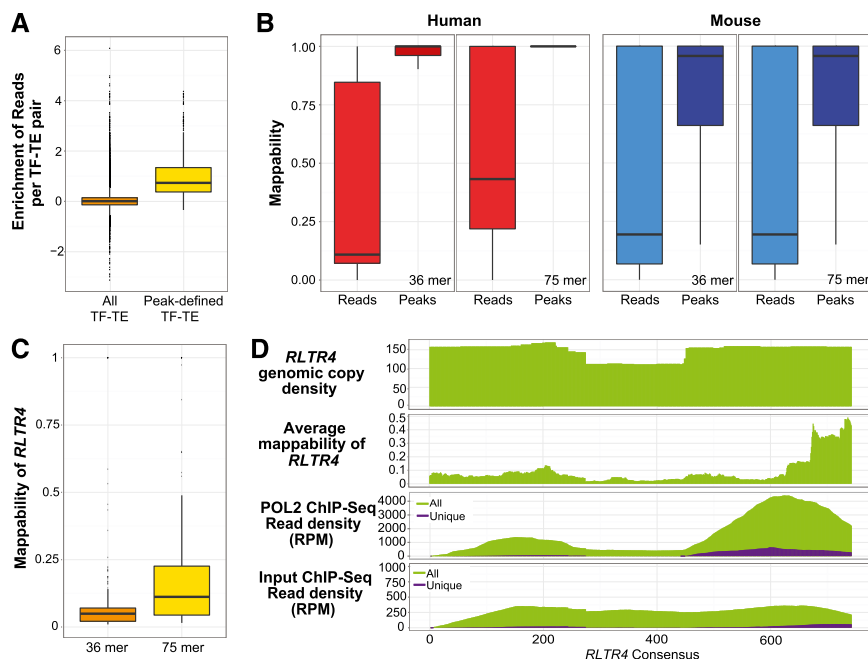 A
Enrichment of Reads
per TF-TE pair
6
4
2
0
−2
All
TF-TE
Peak-defined
TF-TE
B
Human
Mouse
Mappability
1.00
0.75
0.50
0.25
0.00
36 mer
75 mer
36 mer
75 mer
Reads
Peaks
Reads
Peaks
Reads
Peaks
Reads
Peaks
C
Mappability of RLTR4
1
0.75
0.5
0.25
0
36 mer
75 mer
D
RLTR4
genomic copy
density
150
100
50
0
Average
mappability of
RLTR4
0.5
0.4
0.3
0.2
0.1
0
POL2 ChIP-Seq
Read density
(RPM)
4000
3000
2000
1000
0
All
Unique
Input ChIP-Seq
Read density
(RPM)
1000
750
500
250
0
All
Unique
0
200
400
600
RLTR4 Consensus